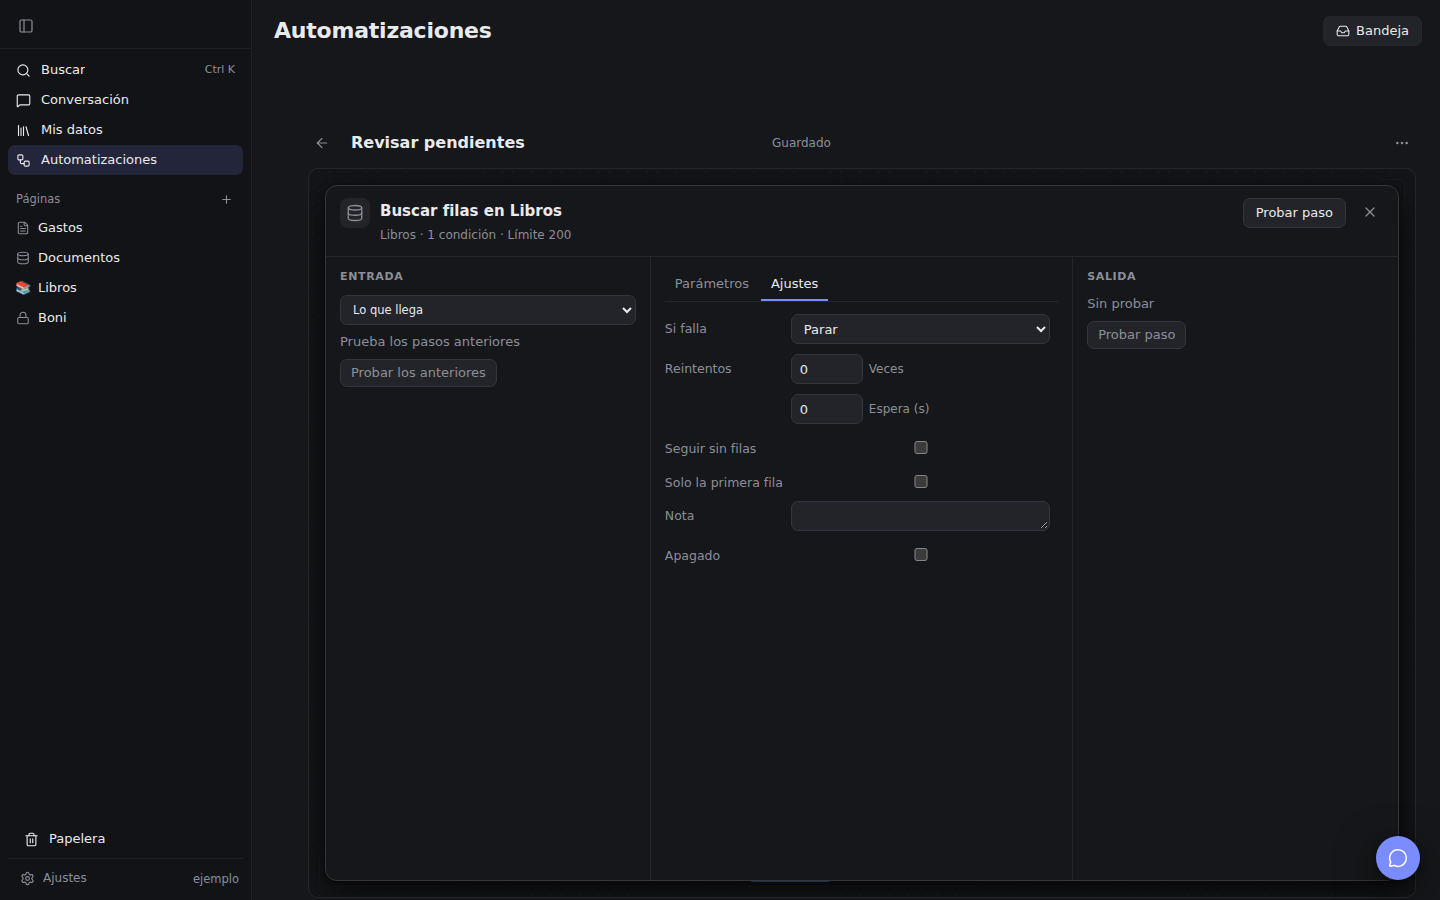 Automatizaciones
Bandeja
Buscar Ctrl K
Conversación
Mis datos
Automatizaciones
Páginas
Gastos
Documentos
Libros
Boni
Papelera
Ajustes ejemplo
Revisar pendientes Guardado
Buscar filas en Libros
Libros · 1 condición · Límite 200
Probar paso
ENTRADA
Lo que llega
Prueba los pasos anteriores
Probar los anteriores
Parámetros Ajustes
Si falla Parar
Reintentos 0 Veces
0 Espera (s)
Seguir sin filas
Solo la primera fila
Nota
Apagado
SALIDA
Sin probar
Probar paso